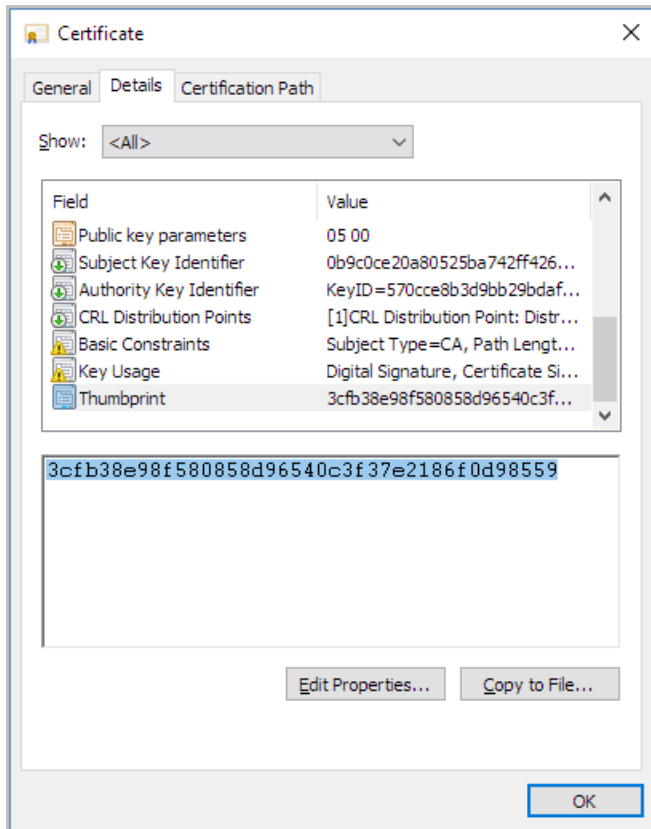 Certificate
General Details Certification Path
Show: <All>
Field Value
Public key parameters 05 00
Subject Key Identifier 0b9c0ce20a80525ba742ff426...
Authority Key Identifier KeyID=570cce8b3d9bb29bdaf...
CRL Distribution Points [1]CRL Distribution Point: Distr...
Basic Constraints Subject Type=CA, Path Lengt...
Key Usage Digital Signature, Certificate Si...
Thumbprint 3cfb38e98f580858d96540c3f...
3cfb38e98f580858d96540c3f37e2186f0d98559
Edit Properties... Copy to File...
OK